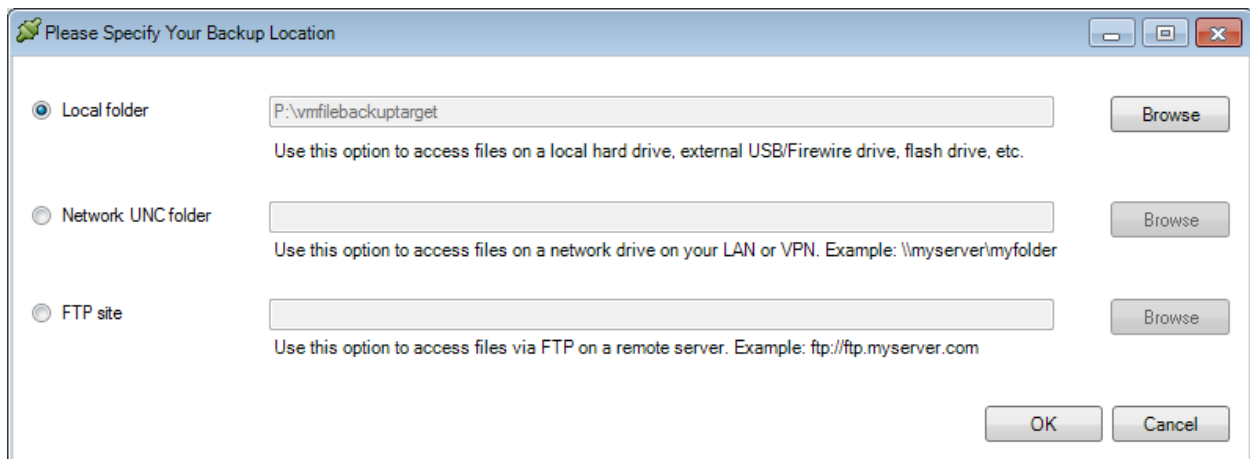 Please Specify Your Backup Location
Local folder P:\vmfilebackuptarget Browse
Use this option to access files on a local hard drive, external USB/Firewire drive, flash drive, etc.
Network UNC folder Browse
Use this option to access files on a network drive on your LAN or VPN. Example: \\myserver\myfolder
FTP site Browse
Use this option to access files via FTP on a remote server. Example: ftp://ftp.myserver.com
OK Cancel